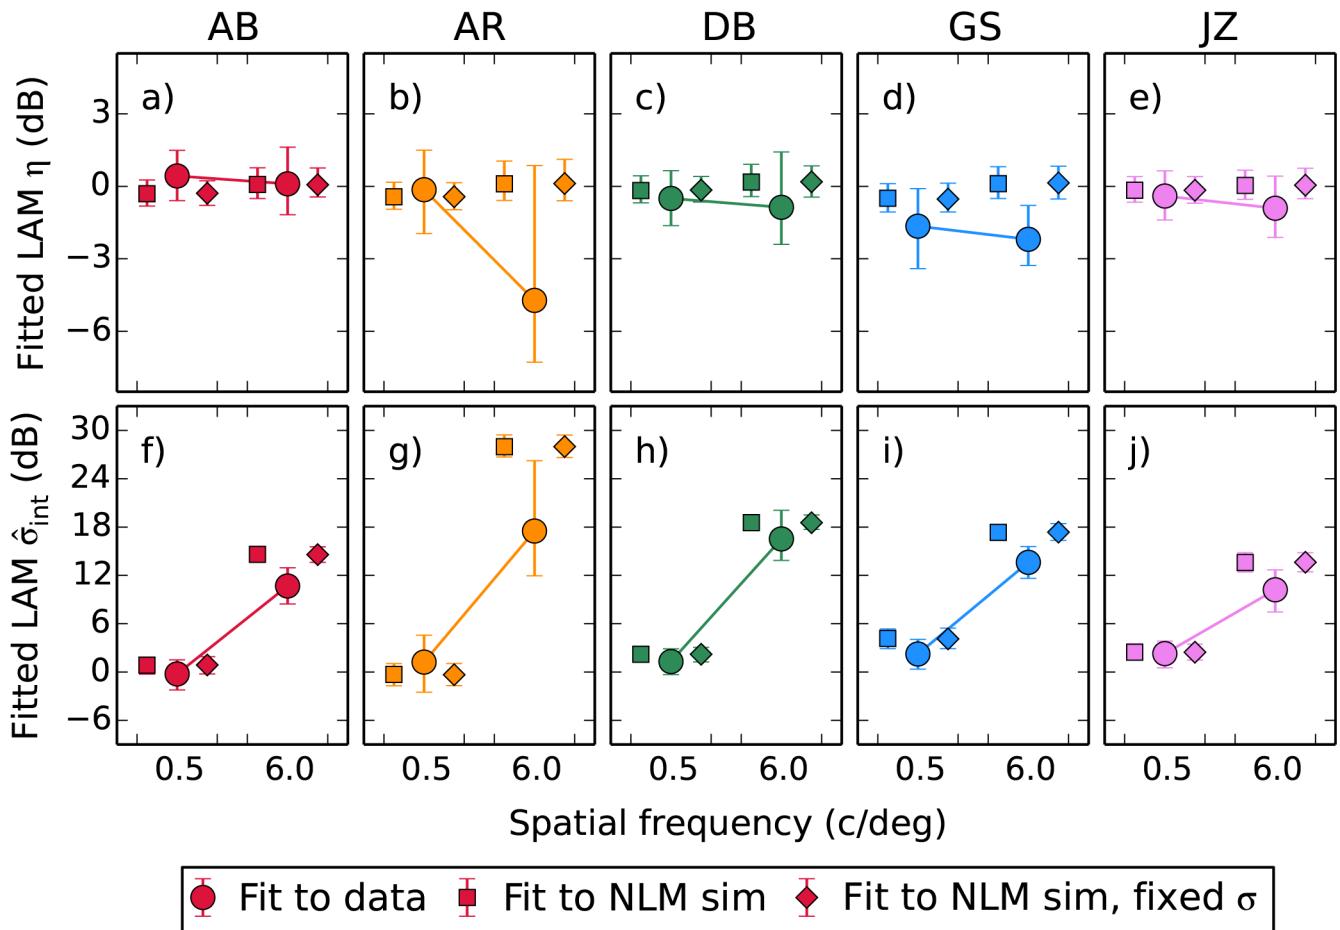 AB AR DB GS JZ
Fitted LAM η (dB)
a) b) c) d) e)
3
0
−3
−6
Fitted LAM σ̂int (dB)
f) g) h) i) j)
30
24
18
12
6
0
−6
0.5 6.0 0.5 6.0 0.5 6.0 0.5 6.0 0.5 6.0
Spatial frequency (c/deg)
Fit to data Fit to NLM sim Fit to NLM sim, fixed σ